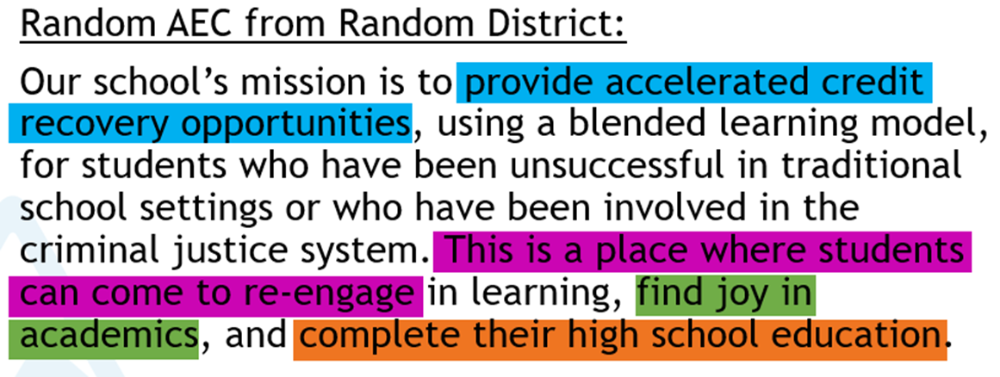 Random AEC from Random District:
Our school’s mission is to provide accelerated credit
recovery opportunities, using a blended learning model,
for students who have been unsuccessful in traditional
school settings or who have been involved in the
criminal justice system. This is a place where students
can come to re-engage in learning, find joy in
academics, and complete their high school education.